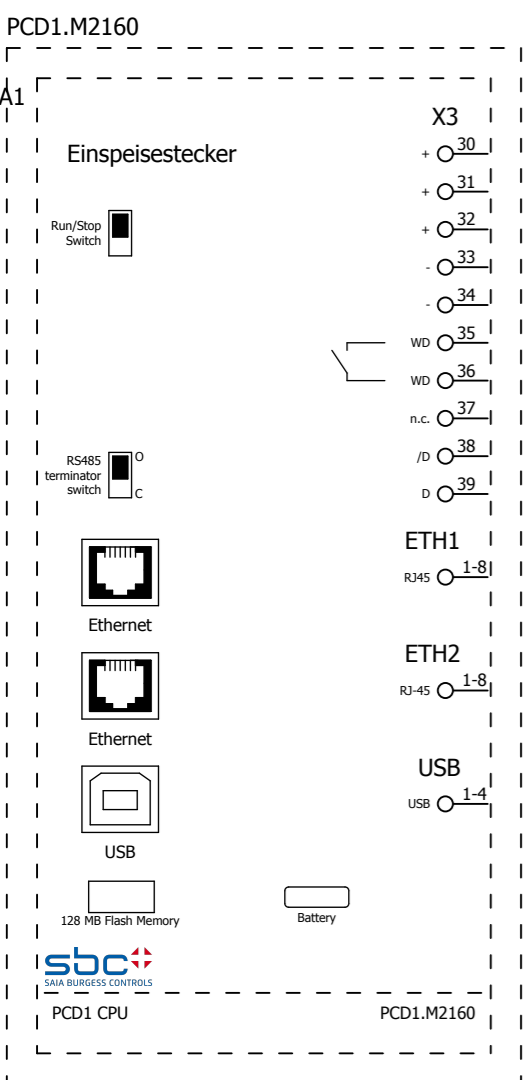 PCD1.M2160
A1
X3
Einspeisestecker
+ 30
+ 31
Run/Stop
Switch
+ 32
- 33
- 34
WD 35
WD 36
n.c. 37
RS485
terminator
switch
O
C
/D 38
D 39
ETH1
RJ45 1-8
Ethernet
ETH2
RJ-45 1-8
Ethernet
USB
USB 1-4
USB
128 MB Flash Memory
Battery
sbc
SAIA BURGESS CONTROLS
PCD1 CPU
PCD1.M2160